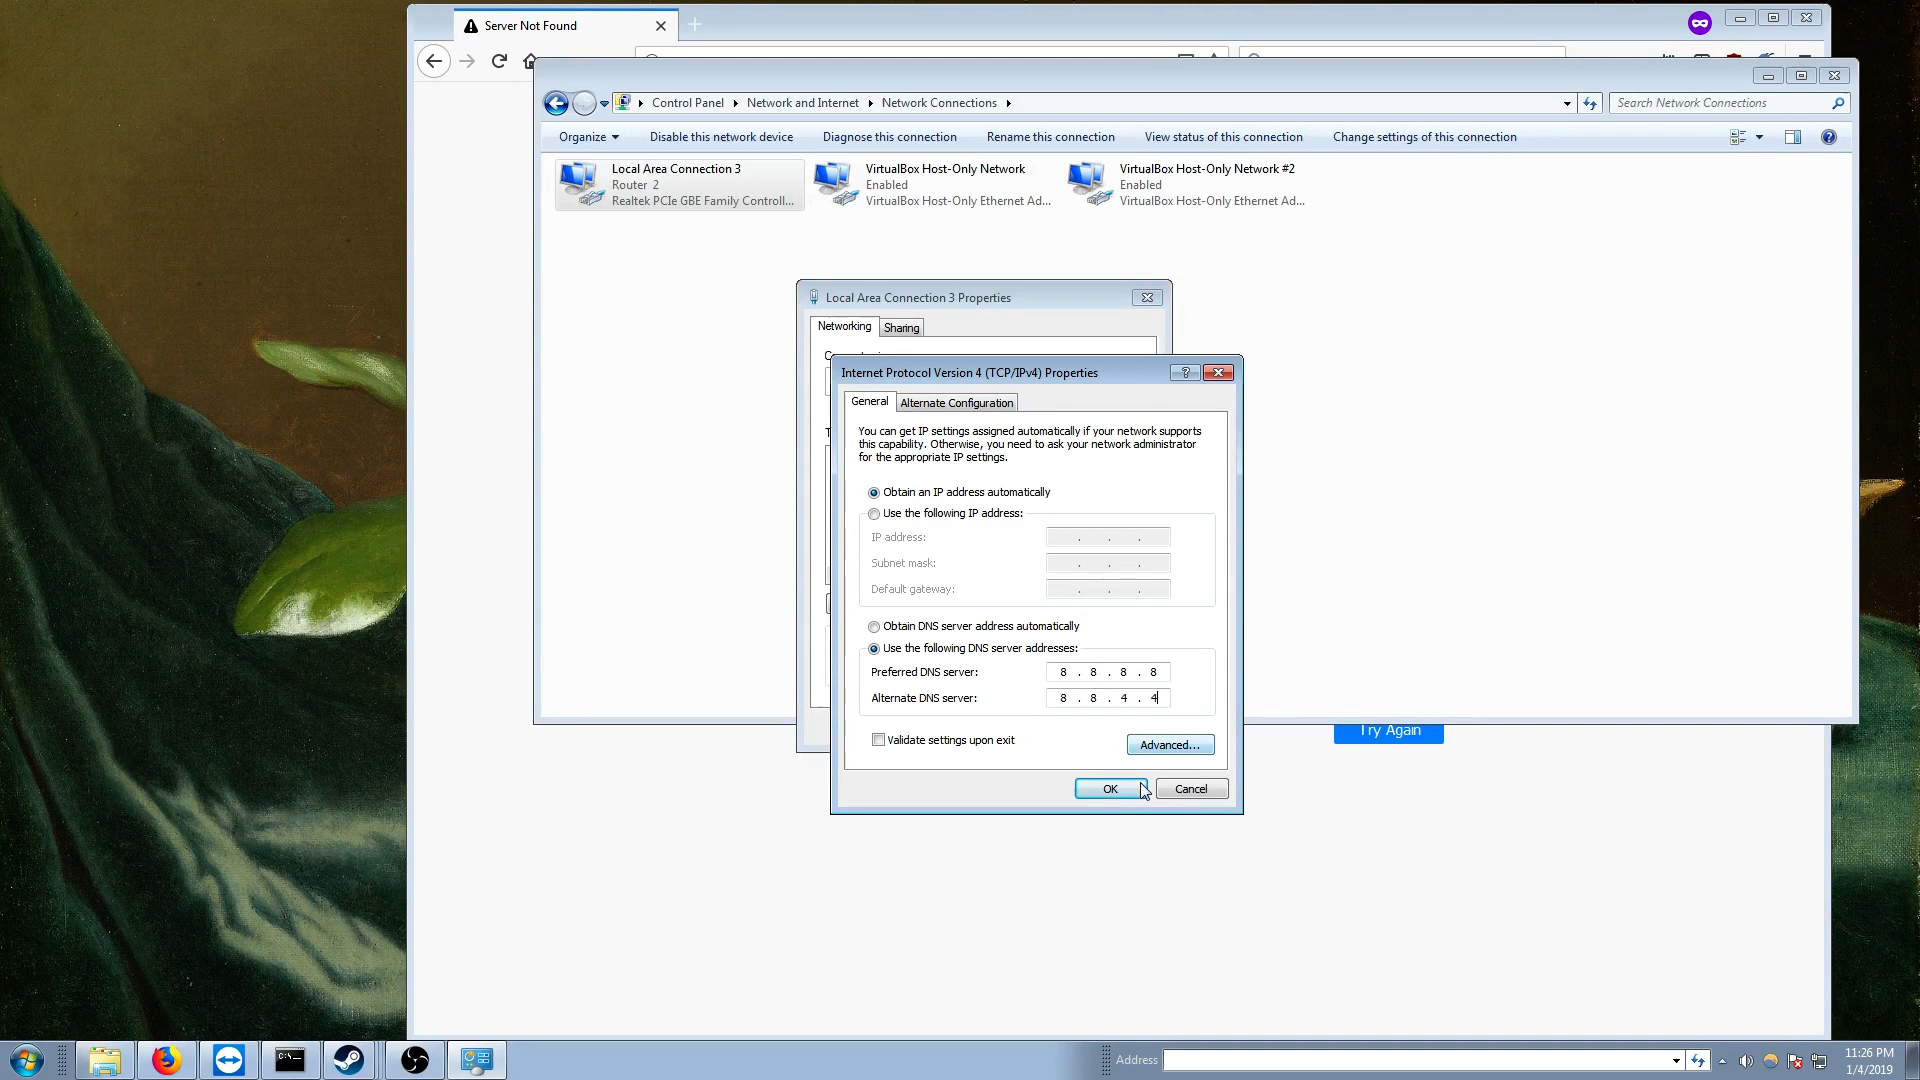 Server Not Found
Control Panel
Network and Internet
Network Connections
Search Network Connections
Organize
Disable this network device
Diagnose this connection
Rename this connection
View status of this connection
Change settings of this connection
Local Area Connection 3
Router 2
Realtek PCIe GBE Family Controll...
VirtualBox Host-Only Network
Enabled
VirtualBox Host-Only Ethernet Ad...
VirtualBox Host-Only Network #2
Enabled
VirtualBox Host-Only Ethernet Ad...
Local Area Connection 3 Properties
Networking
Sharing
Internet Protocol Version 4 (TCP/IPv4) Properties
General
Alternate Configuration
You can get IP settings assigned automatically if your network supports
this capability. Otherwise, you need to ask your network administrator
for the appropriate IP settings.
Obtain an IP address automatically
Use the following IP address:
IP address: . . .
Subnet mask: . . .
Default gateway: . . .
Obtain DNS server address automatically
Use the following DNS server addresses:
Preferred DNS server: 8 . 8 . 8 . 8
Alternate DNS server: 8 . 8 . 4 . 4
Validate settings upon exit
Advanced...
OK
Cancel
Try Again
C:\_
Address
11:26 PM
1/4/2019